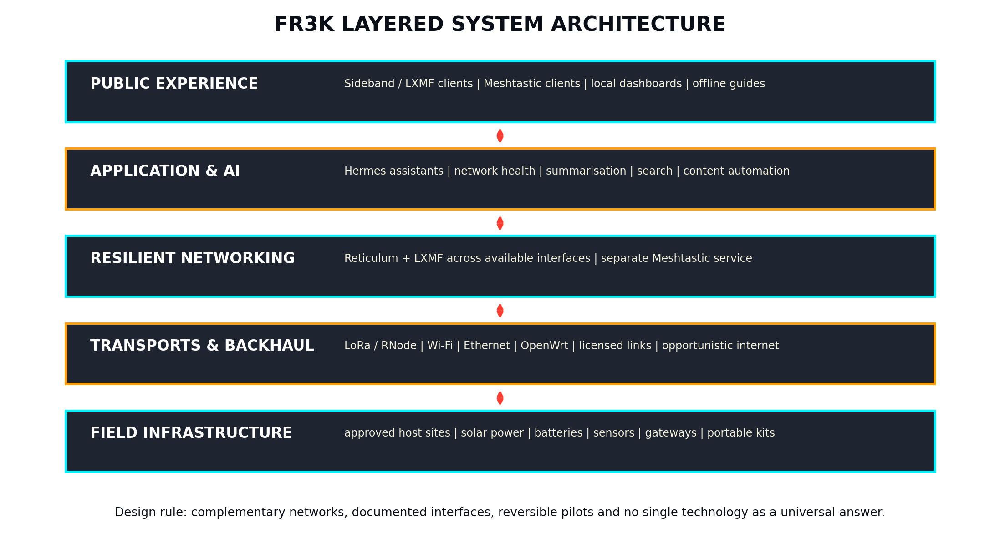 FR3K LAYERED SYSTEM ARCHITECTURE
PUBLIC EXPERIENCE
Sideband / LXMF clients | Meshtastic clients | local dashboards | offline guides
APPLICATION & AI
Hermes assistants | network health | summarisation | search | content automation
RESILIENT NETWORKING
Reticulum + LXMF across available interfaces | separate Meshtastic service
TRANSPORTS & BACKHAUL
LoRa / RNode | Wi-Fi | Ethernet | OpenWrt | licensed links | opportunistic internet
FIELD INFRASTRUCTURE
approved host sites | solar power | batteries | sensors | gateways | portable kits
Design rule: complementary networks, documented interfaces, reversible pilots and no single technology as a universal answer.